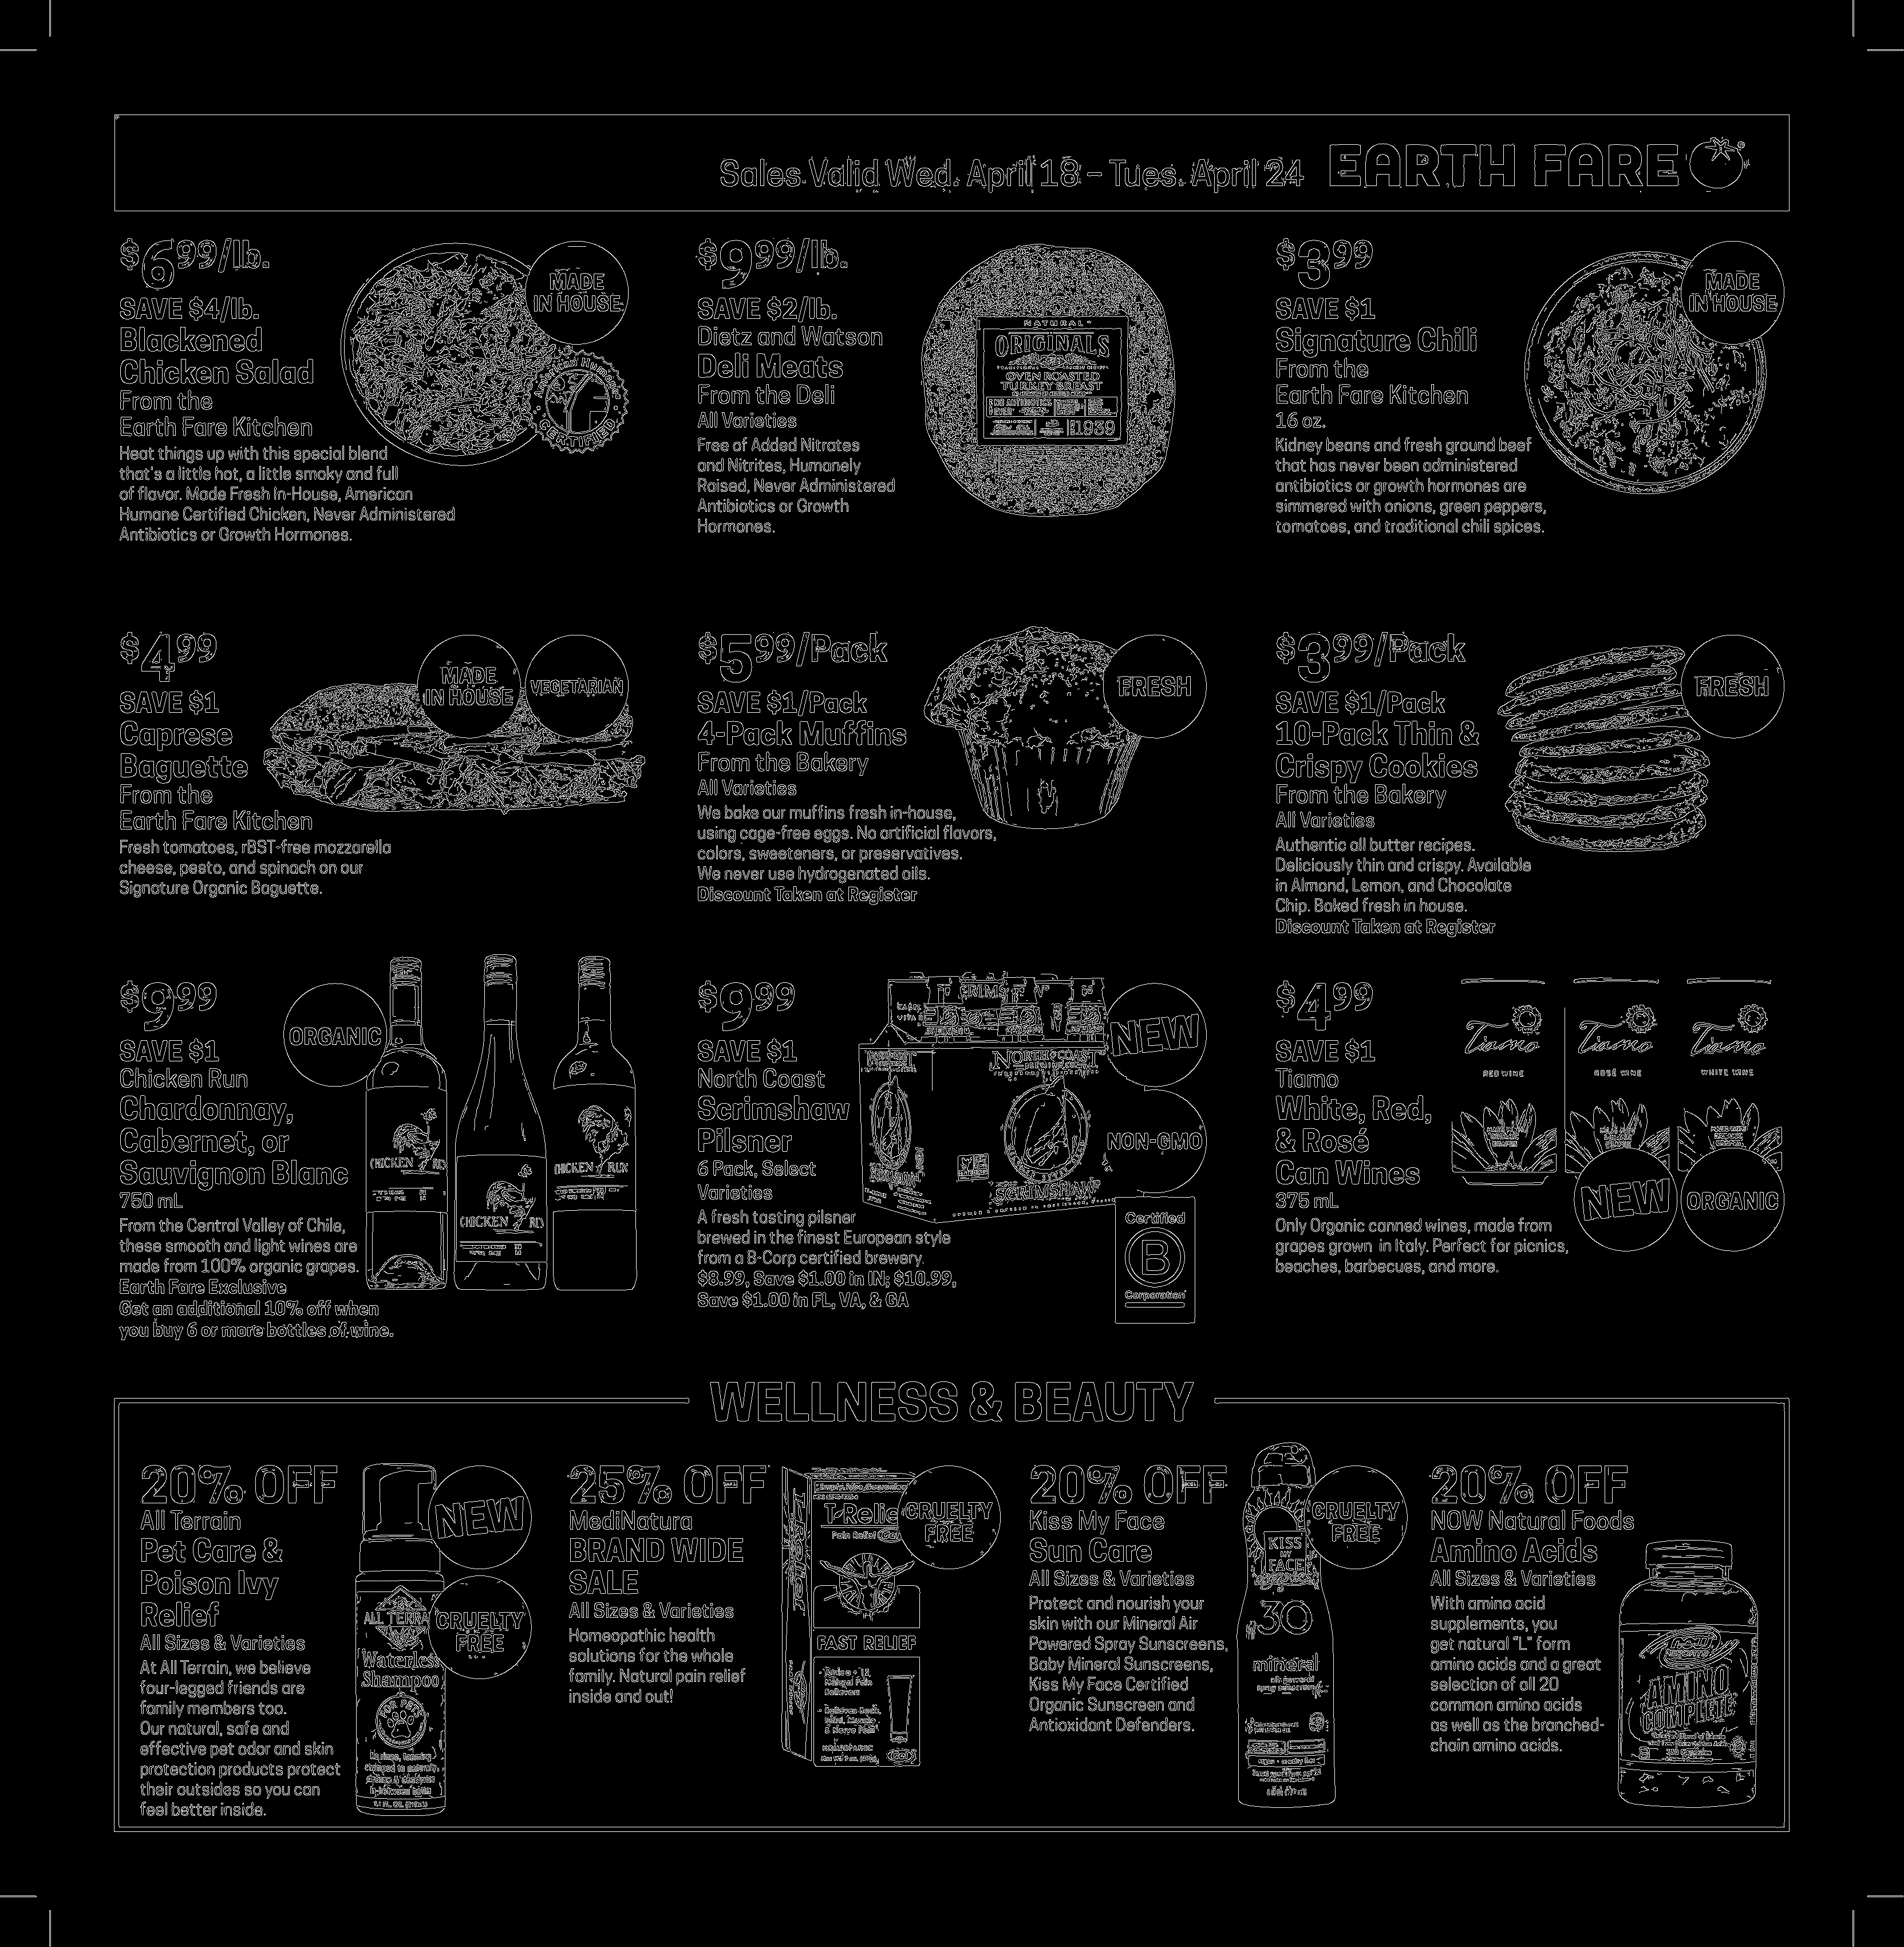 Sales Valid Wed. April 18 – Tues. April 24
EARTH FARE
$6.99/lb.
SAVE $4/lb.
Blackened
Chicken Salad
From the
Earth Fare Kitchen
Heat things up with this special blend
that's a little hot, a little smoky and full
of flavor. Made Fresh In-House, American
Humane Certified Chicken, Never Administered
Antibiotics or Growth Hormones.
MADE
IN HOUSE
American Humane
CERTIFIED
$9.99/lb.
SAVE $2/lb.
Dietz and Watson
Deli Meats
From the Deli
All Varieties
Free of Added Nitrates
and Nitrites, Humanely
Raised, Never Administered
Antibiotics or Growth
Hormones.
NATURAL
ORIGINALS
OVEN ROASTED
TURKEY BREAST
1939
$3.99
SAVE $1
Signature Chili
From the
Earth Fare Kitchen
16 oz.
Kidney beans and fresh ground beef
that has never been administered
antibiotics or growth hormones are
simmered with onions, green peppers,
tomatoes, and traditional chili spices.
MADE
IN HOUSE
$4.99
SAVE $1
Caprese
Baguette
From the
Earth Fare Kitchen
Fresh tomatoes, rBST-free mozzarella
cheese, pesto, and spinach on our
Signature Organic Baguette.
MADE
IN HOUSE
VEGETARIAN
$5.99/Pack
SAVE $1/Pack
4-Pack Muffins
From the Bakery
All Varieties
We bake our muffins fresh in-house,
using cage-free eggs. No artificial flavors,
colors, sweeteners, or preservatives.
We never use hydrogenated oils.
Discount Taken at Register
FRESH
$3.99/Pack
SAVE $1/Pack
10-Pack Thin &
Crispy Cookies
From the Bakery
All Varieties
Authentic all butter recipes.
Deliciously thin and crispy. Available
in Almond, Lemon, and Chocolate
Chip. Baked fresh in house.
Discount Taken at Register
FRESH
$9.99
SAVE $1
Chicken Run
Chardonnay,
Cabernet, or
Sauvignon Blanc
750 mL
From the Central Valley of Chile,
these smooth and light wines are
made from 100% organic grapes.
Earth Fare Exclusive
Get an additional 10% off when
you buy 6 or more bottles of wine.
ORGANIC
CHICKEN RUN
$9.99
SAVE $1
North Coast
Scrimshaw
Pilsner
6 Pack, Select
Varieties
A fresh tasting pilsner
brewed in the finest European style
from a B-Corp certified brewery.
$8.99, Save $1.00 in IN; $10.99,
Save $1.00 in FL, VA, & GA
NORTH COAST
SCRIMSHAW
NEW
NON-GMO
Certified
B
Corporation
$4.99
SAVE $1
Tiamo
White, Red,
& Rosé
Can Wines
375 mL
Only Organic canned wines, made from
grapes grown in Italy. Perfect for picnics,
beaches, barbecues, and more.
Tiamo Tiamo Tiamo
RED WINE ROSÉ WINE WHITE WINE
NEW
ORGANIC
WELLNESS & BEAUTY
20% OFF
All Terrain
Pet Care &
Poison Ivy
Relief
All Sizes & Varieties
At All Terrain, we believe
four-legged friends are
family members too.
Our natural, safe and
effective pet odor and skin
protection products protect
their outsides so you can
feel better inside.
NEW
CRUELTY
FREE
ALL TERRA
Waterless
Shampoo
FOR PETS
25% OFF
MediNatura
BRAND WIDE
SALE
All Sizes & Varieties
Homeopathic health
solutions for the whole
family. Natural pain relief
inside and out!
T-Relie
Pain Relief
FAST RELIEF
CRUELTY
FREE
20% OFF
Kiss My Face
Sun Care
All Sizes & Varieties
Protect and nourish your
skin with our Mineral Air
Powered Spray Sunscreens,
Baby Mineral Sunscreens,
Kiss My Face Certified
Organic Sunscreen and
Antioxidant Defenders.
KISS
MY
FACE
30
mineral
CRUELTY
FREE
20% OFF
NOW Natural Foods
Amino Acids
All Sizes & Varieties
With amino acid
supplements, you
get natural "L" form
amino acids and a great
selection of all 20
common amino acids
as well as the branched-
chain amino acids.
AMINO
COMPLETE